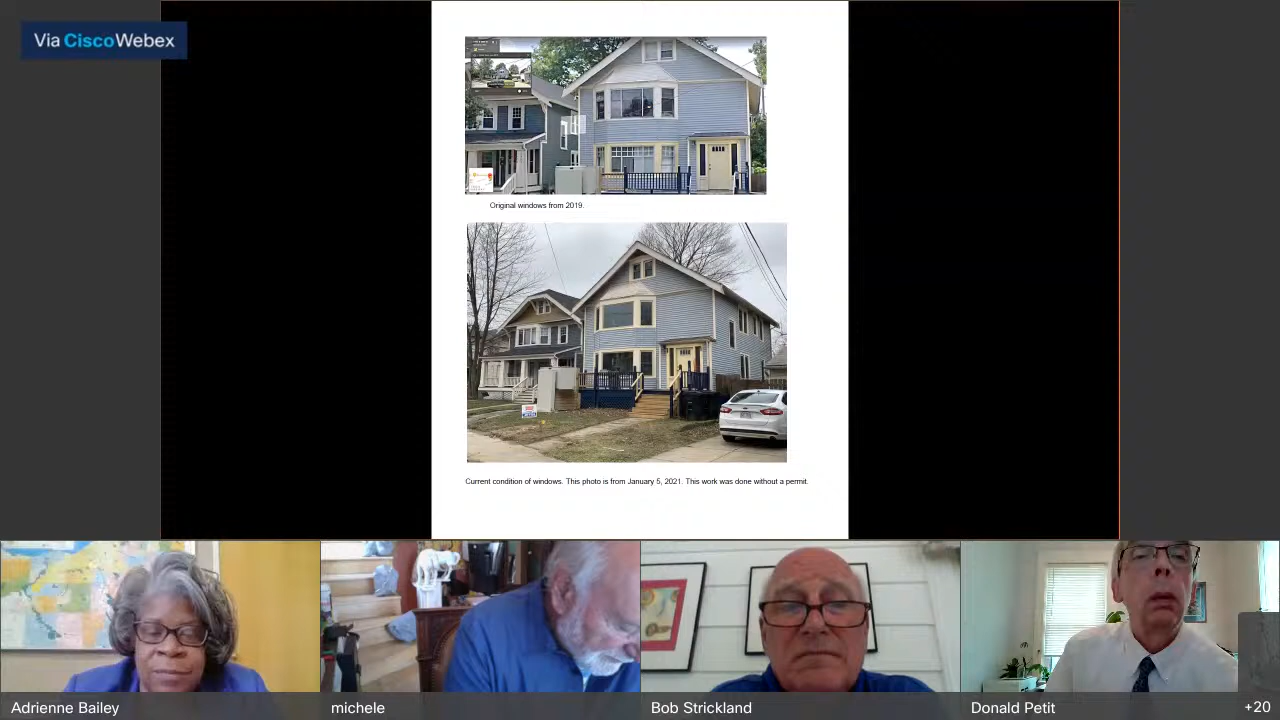 Via Cisco Webex
Original windows from 2019.
Current condition of windows. This photo is from January 5, 2021. This work was done without a permit.
Adrienne Bailey
michele
Bob Strickland
Donald Petit
+20